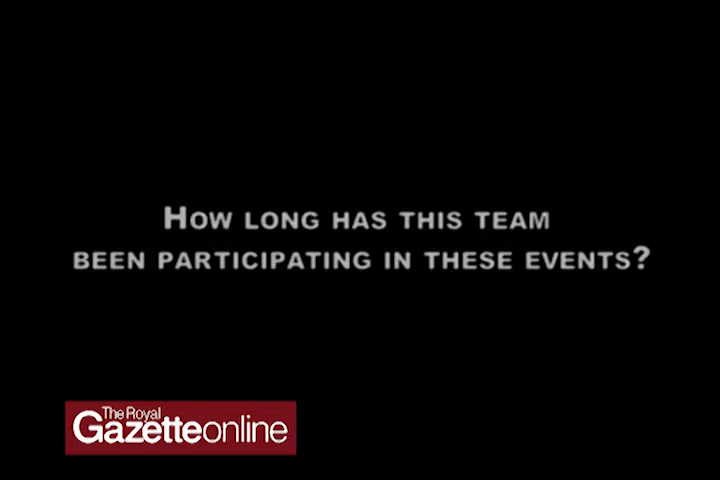 How long has this team
been participating in these events?
The Royal
Gazetteonline